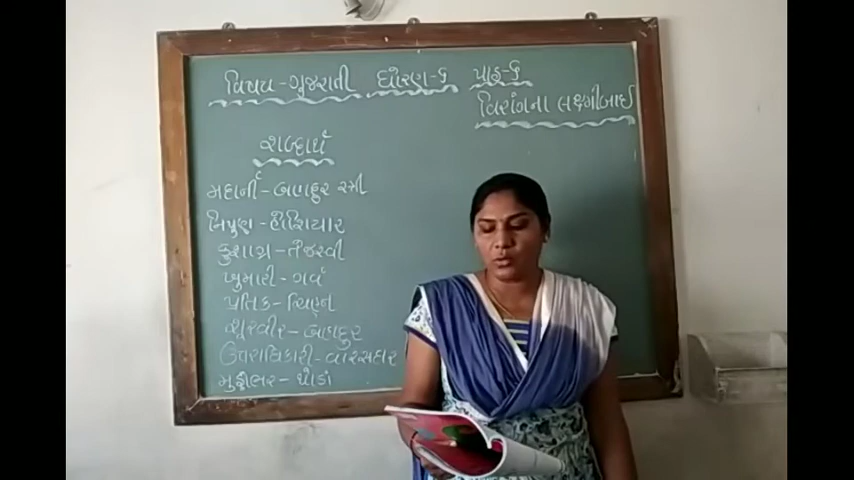 વિષય-ગુજરાતી ધોરણ-૬ પાઠ-૬
વિરાંગના લક્ષ્મીબાઈ
શબ્દાર્થ
મર્દાની-બહાદુર સ્ત્રી
નિપુણ-હોંશિયાર
કુશાગ્ર-તેજસ્વી
ખુમારી-ગર્વ
પ્રતિક-ચિહ્ન
શૂરવીર-બહાદુર
ઉત્તરાધિકારી-વારસદાર
મુઠ્ઠીભર-થોડાં